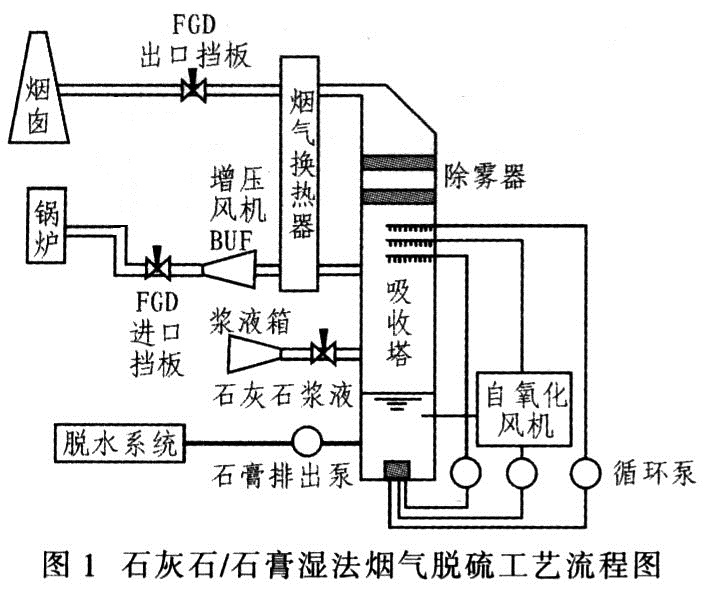 FGD
出口挡板
烟囱
烟气换热器
除雾器
增压
风机
BUF
锅炉
FGD
进口
挡板
吸收塔
浆液箱
石灰石浆液
自氧化
风机
脱水系统
石膏排出泵
循环泵
图 1 石灰石/石膏湿法烟气脱硫工艺流程图